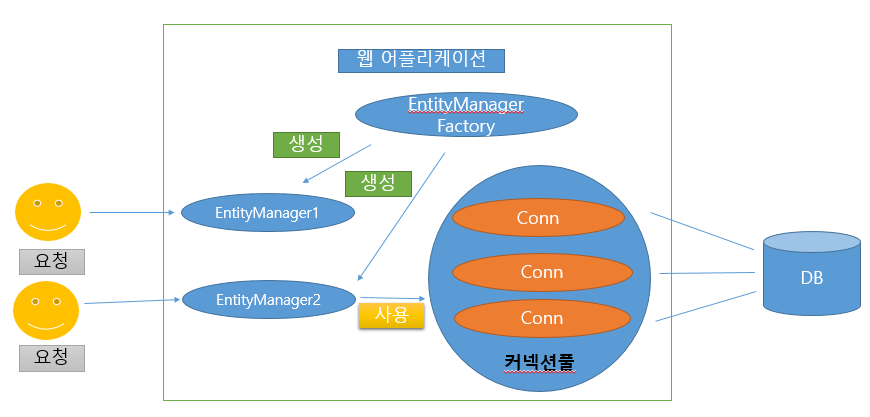 웹 어플리케이션
EntityManager
Factory
생성
생성
EntityManager1
Conn
요청
Conn
DB
EntityManager2
사용
Conn
요청
커넥션풀